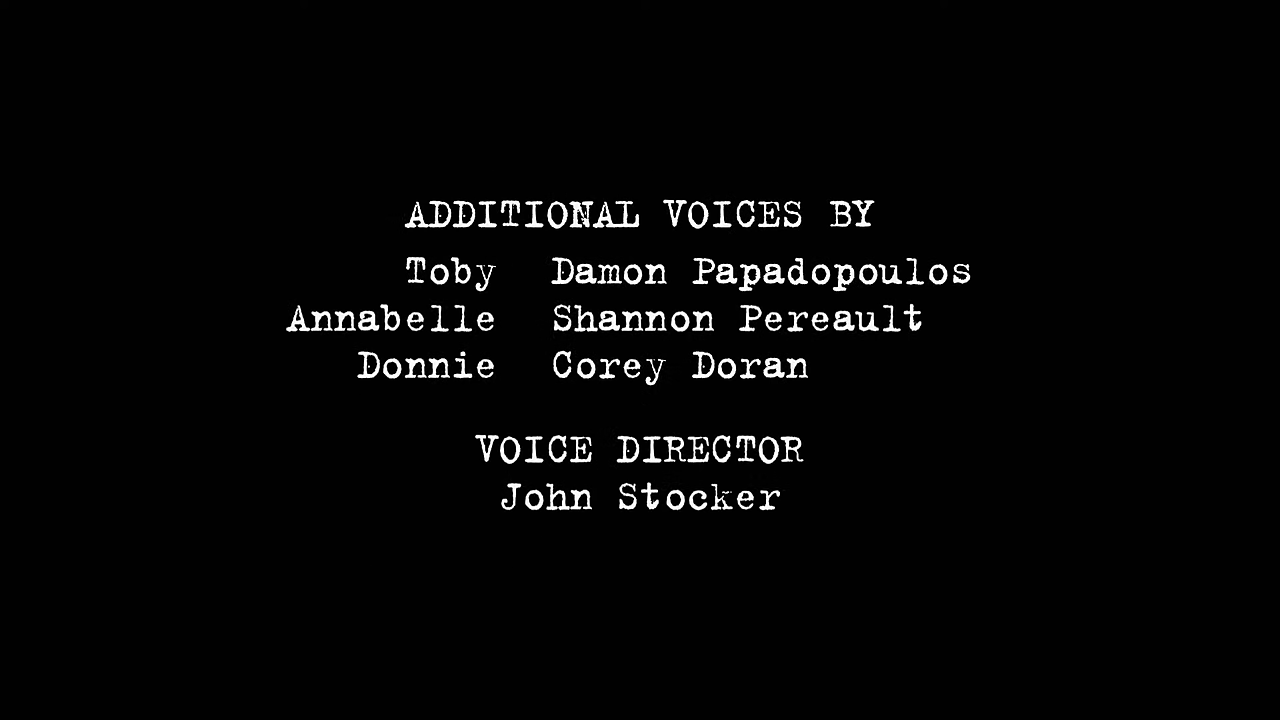 ADDITIONAL VOICES BY
Toby Damon Papadopoulos
Annabelle Shannon Pereault
Donnie Corey Doran
VOICE DIRECTOR
John Stocker